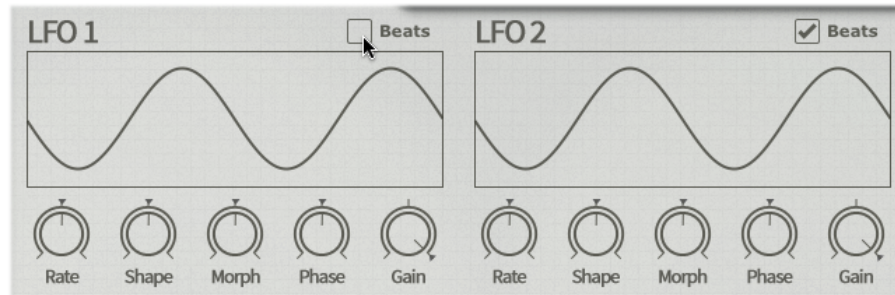 LFO 1 Beats LFO 2 Beats
Rate Shape Morph Phase Gain Rate Shape Morph Phase Gain